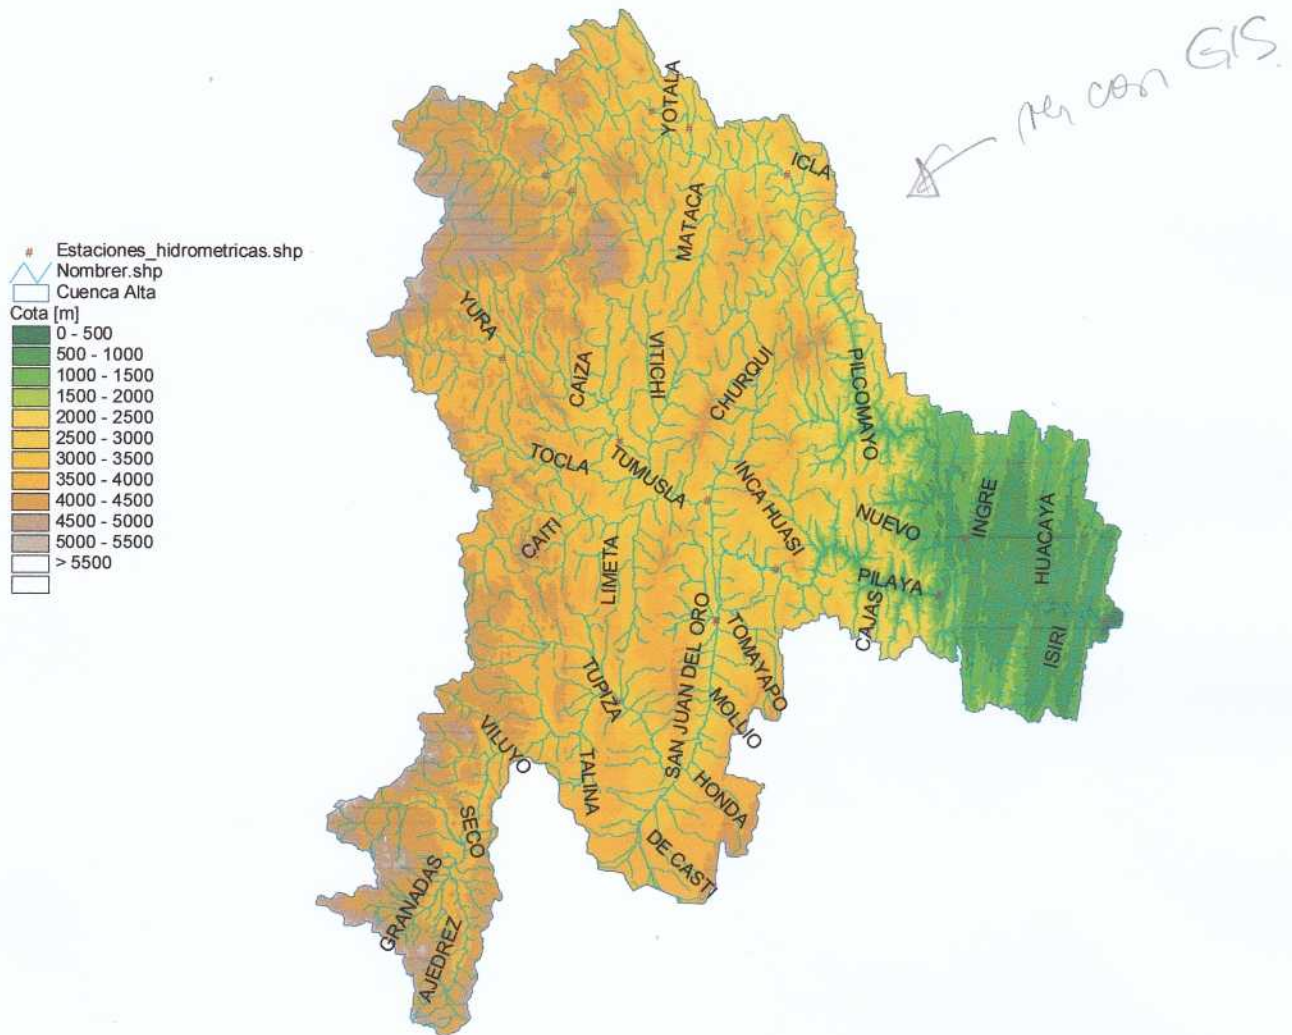 con GIS
Estaciones_hidrometricas.shp
Nombrer.shp
Cuenca Alta
Cota [m]
0 - 500
500 - 1000
1000 - 1500
1500 - 2000
2000 - 2500
2500 - 3000
3000 - 3500
3500 - 4000
4000 - 4500
4500 - 5000
5000 - 5500
> 5500
YOTALA
ICLA
MATACA
YURA
CAIZA
VITICHI
CHURQUI
PILCOMAYO
TOCLA
TUMUSLA
INCA HUASI
NUEVO
INGRE
HUACAYA
CAITI
LIMETA
PILAYA
CAJAS
ISIRI
SAN JUAN DEL ORO
TOMAYAPO
TUPIZA
MOLLIO
VILUYO
TALINA
HONDA
SECO
DE CASTI
GRANADAS
AJEDREZ